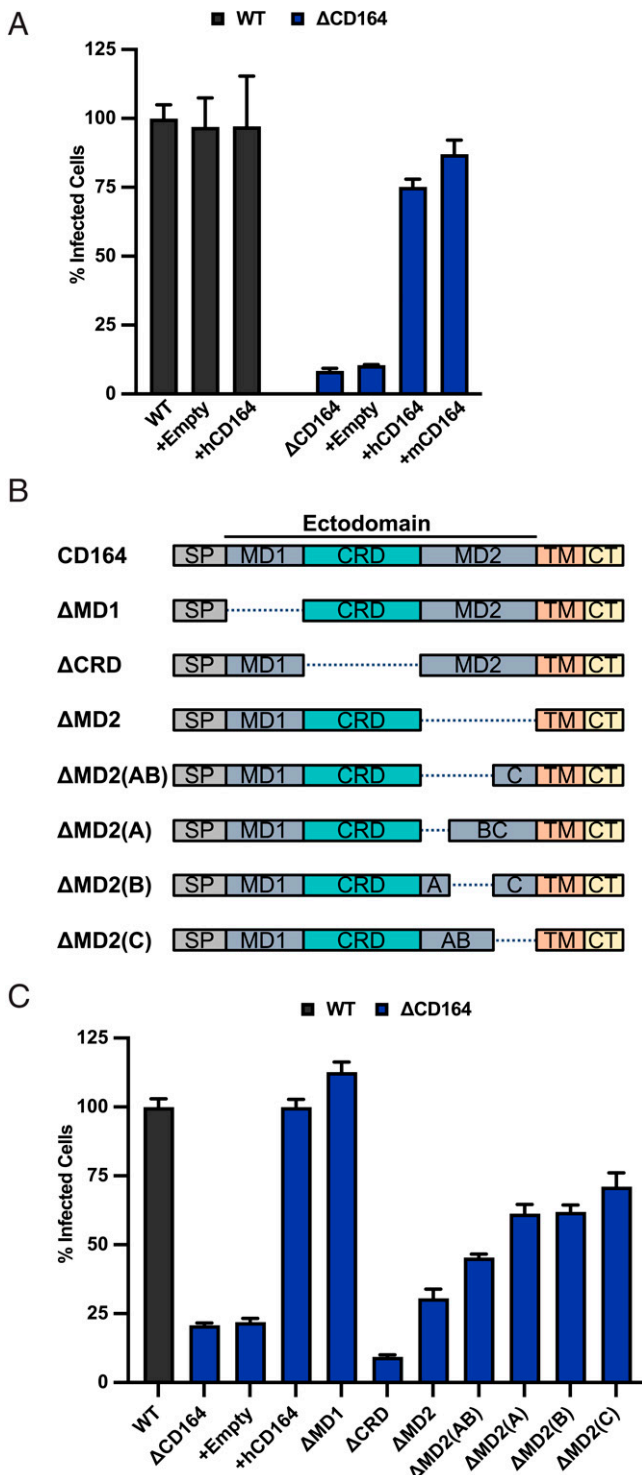 A
WT ΔCD164
% Infected Cells
125
100
75
50
25
0
WT
+Empty
+hCD164
ΔCD164
+Empty
+hCD164
+mCD164
B
Ectodomain
CD164 SP MD1 CRD MD2 TM CT
ΔMD1 SP CRD MD2 TM CT
ΔCRD SP MD1 MD2 TM CT
ΔMD2 SP MD1 CRD TM CT
ΔMD2(AB) SP MD1 CRD C TM CT
ΔMD2(A) SP MD1 CRD BC TM CT
ΔMD2(B) SP MD1 CRD A C TM CT
ΔMD2(C) SP MD1 CRD AB TM CT
C
WT ΔCD164
% Infected Cells
125
100
75
50
25
0
WT
ΔCD164
+Empty
+hCD164
ΔMD1
ΔCRD
ΔMD2
ΔMD2(AB)
ΔMD2(A)
ΔMD2(B)
ΔMD2(C)